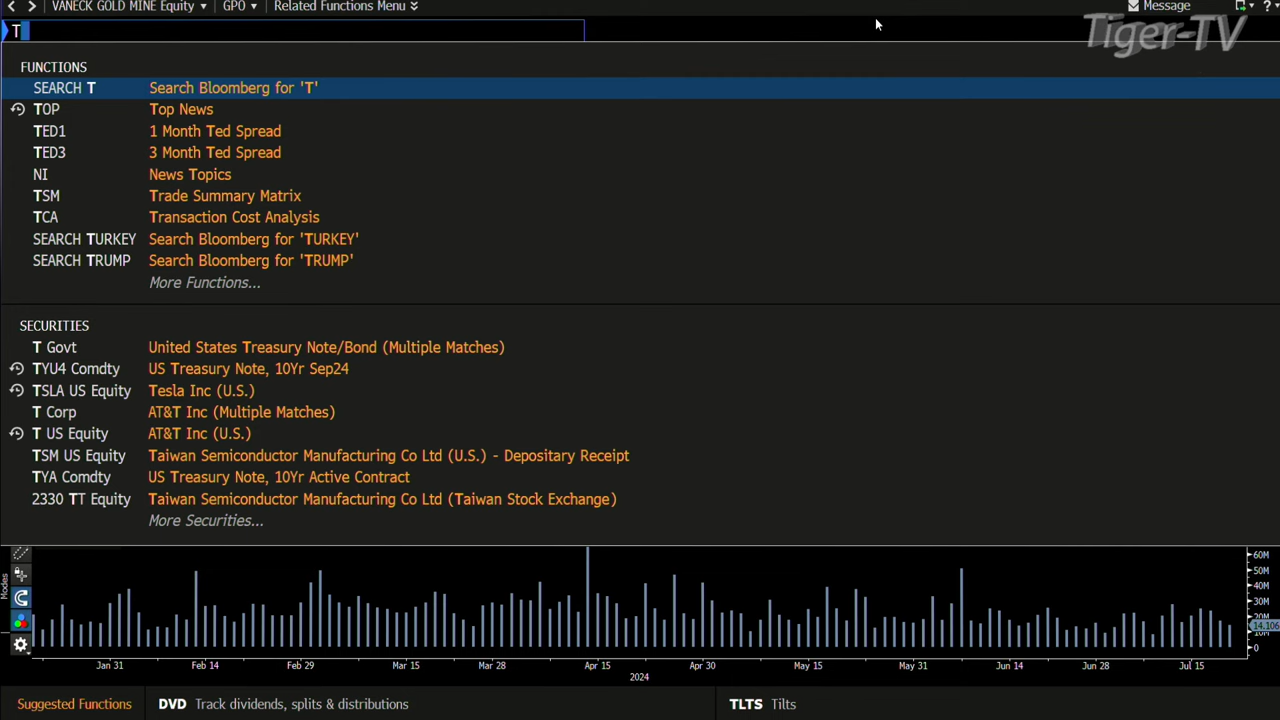 VANECK GOLD MINE Equity GPO Related Functions Menu Message ?
Tiger-TV
T
FUNCTIONS
SEARCH T Search Bloomberg for 'T'
TOP Top News
TED1 1 Month Ted Spread
TED3 3 Month Ted Spread
NI News Topics
TSM Trade Summary Matrix
TCA Transaction Cost Analysis
SEARCH TURKEY Search Bloomberg for 'TURKEY'
SEARCH TRUMP Search Bloomberg for 'TRUMP'
More Functions...
SECURITIES
T Govt United States Treasury Note/Bond (Multiple Matches)
TYU4 Comdty US Treasury Note, 10Yr Sep24
TSLA US Equity Tesla Inc (U.S.)
T Corp AT&T Inc (Multiple Matches)
T US Equity AT&T Inc (U.S.)
TSM US Equity Taiwan Semiconductor Manufacturing Co Ltd (U.S.) - Depositary Receipt
TYA Comdty US Treasury Note, 10Yr Active Contract
2330 TT Equity Taiwan Semiconductor Manufacturing Co Ltd (Taiwan Stock Exchange)
More Securities...
Modes
60M
50M
40M
30M
20M
14.106
0
Jan 31 Feb 14 Feb 29 Mar 15 Mar 28 Apr 15 Apr 30 May 15 May 31 Jun 14 Jun 28 Jul 15
2024
Suggested Functions DVD Track dividends, splits & distributions TLTS Tilts